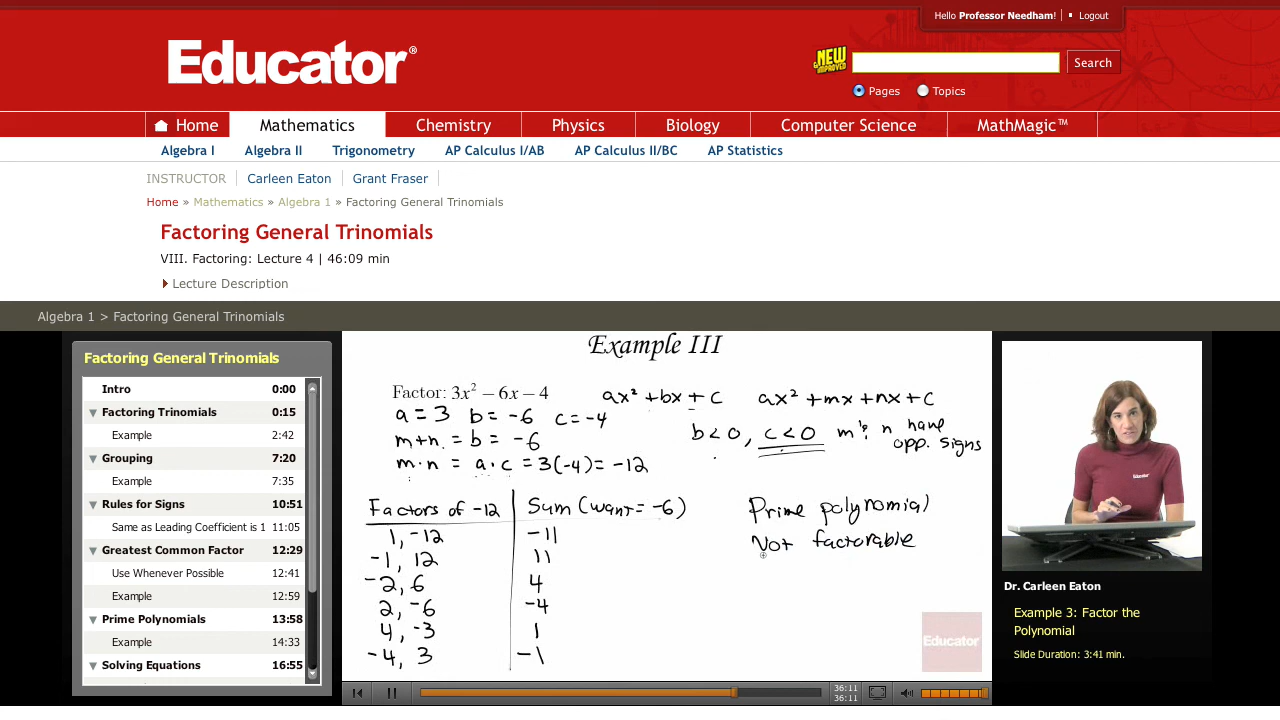 Hello Professor Needham! Logout
Educator®
NEW
& IMPROVED
Search
Pages Topics
Home Mathematics Chemistry Physics Biology Computer Science MathMagic™
Algebra I Algebra II Trigonometry AP Calculus I/AB AP Calculus II/BC AP Statistics
INSTRUCTOR Carleen Eaton Grant Fraser
Home » Mathematics » Algebra 1 » Factoring General Trinomials
Factoring General Trinomials
VIII. Factoring: Lecture 4 | 46:09 min
Lecture Description
Algebra 1 > Factoring General Trinomials
Factoring General Trinomials
Intro 0:00
Factoring Trinomials 0:15
Example 2:42
Grouping 7:20
Example 7:35
Rules for Signs 10:51
Same as Leading Coefficient is 1 11:05
Greatest Common Factor 12:29
Use Whenever Possible 12:41
Example 12:59
Prime Polynomials 13:58
Example 14:33
Solving Equations 16:55
Example III
Factor: 3x² − 6x − 4
ax² + bx + c
ax² + mx + nx + c
a = 3 b = -6 c = -4
m+n = b = -6
m·n = a·c = 3(-4) = -12
b < 0, c < 0 m & n have
opp. signs
Factors of -12 Sum (want = -6)
1, -12 -11
-1, 12 11
-2, 6 4
2, -6 -4
4, -3 1
-4, 3 -1
Prime polynomial
Not factorable
Educator
36:11
36:11
Educator
Dr. Carleen Eaton
Example 3: Factor the
Polynomial
Slide Duration: 3:41 min.